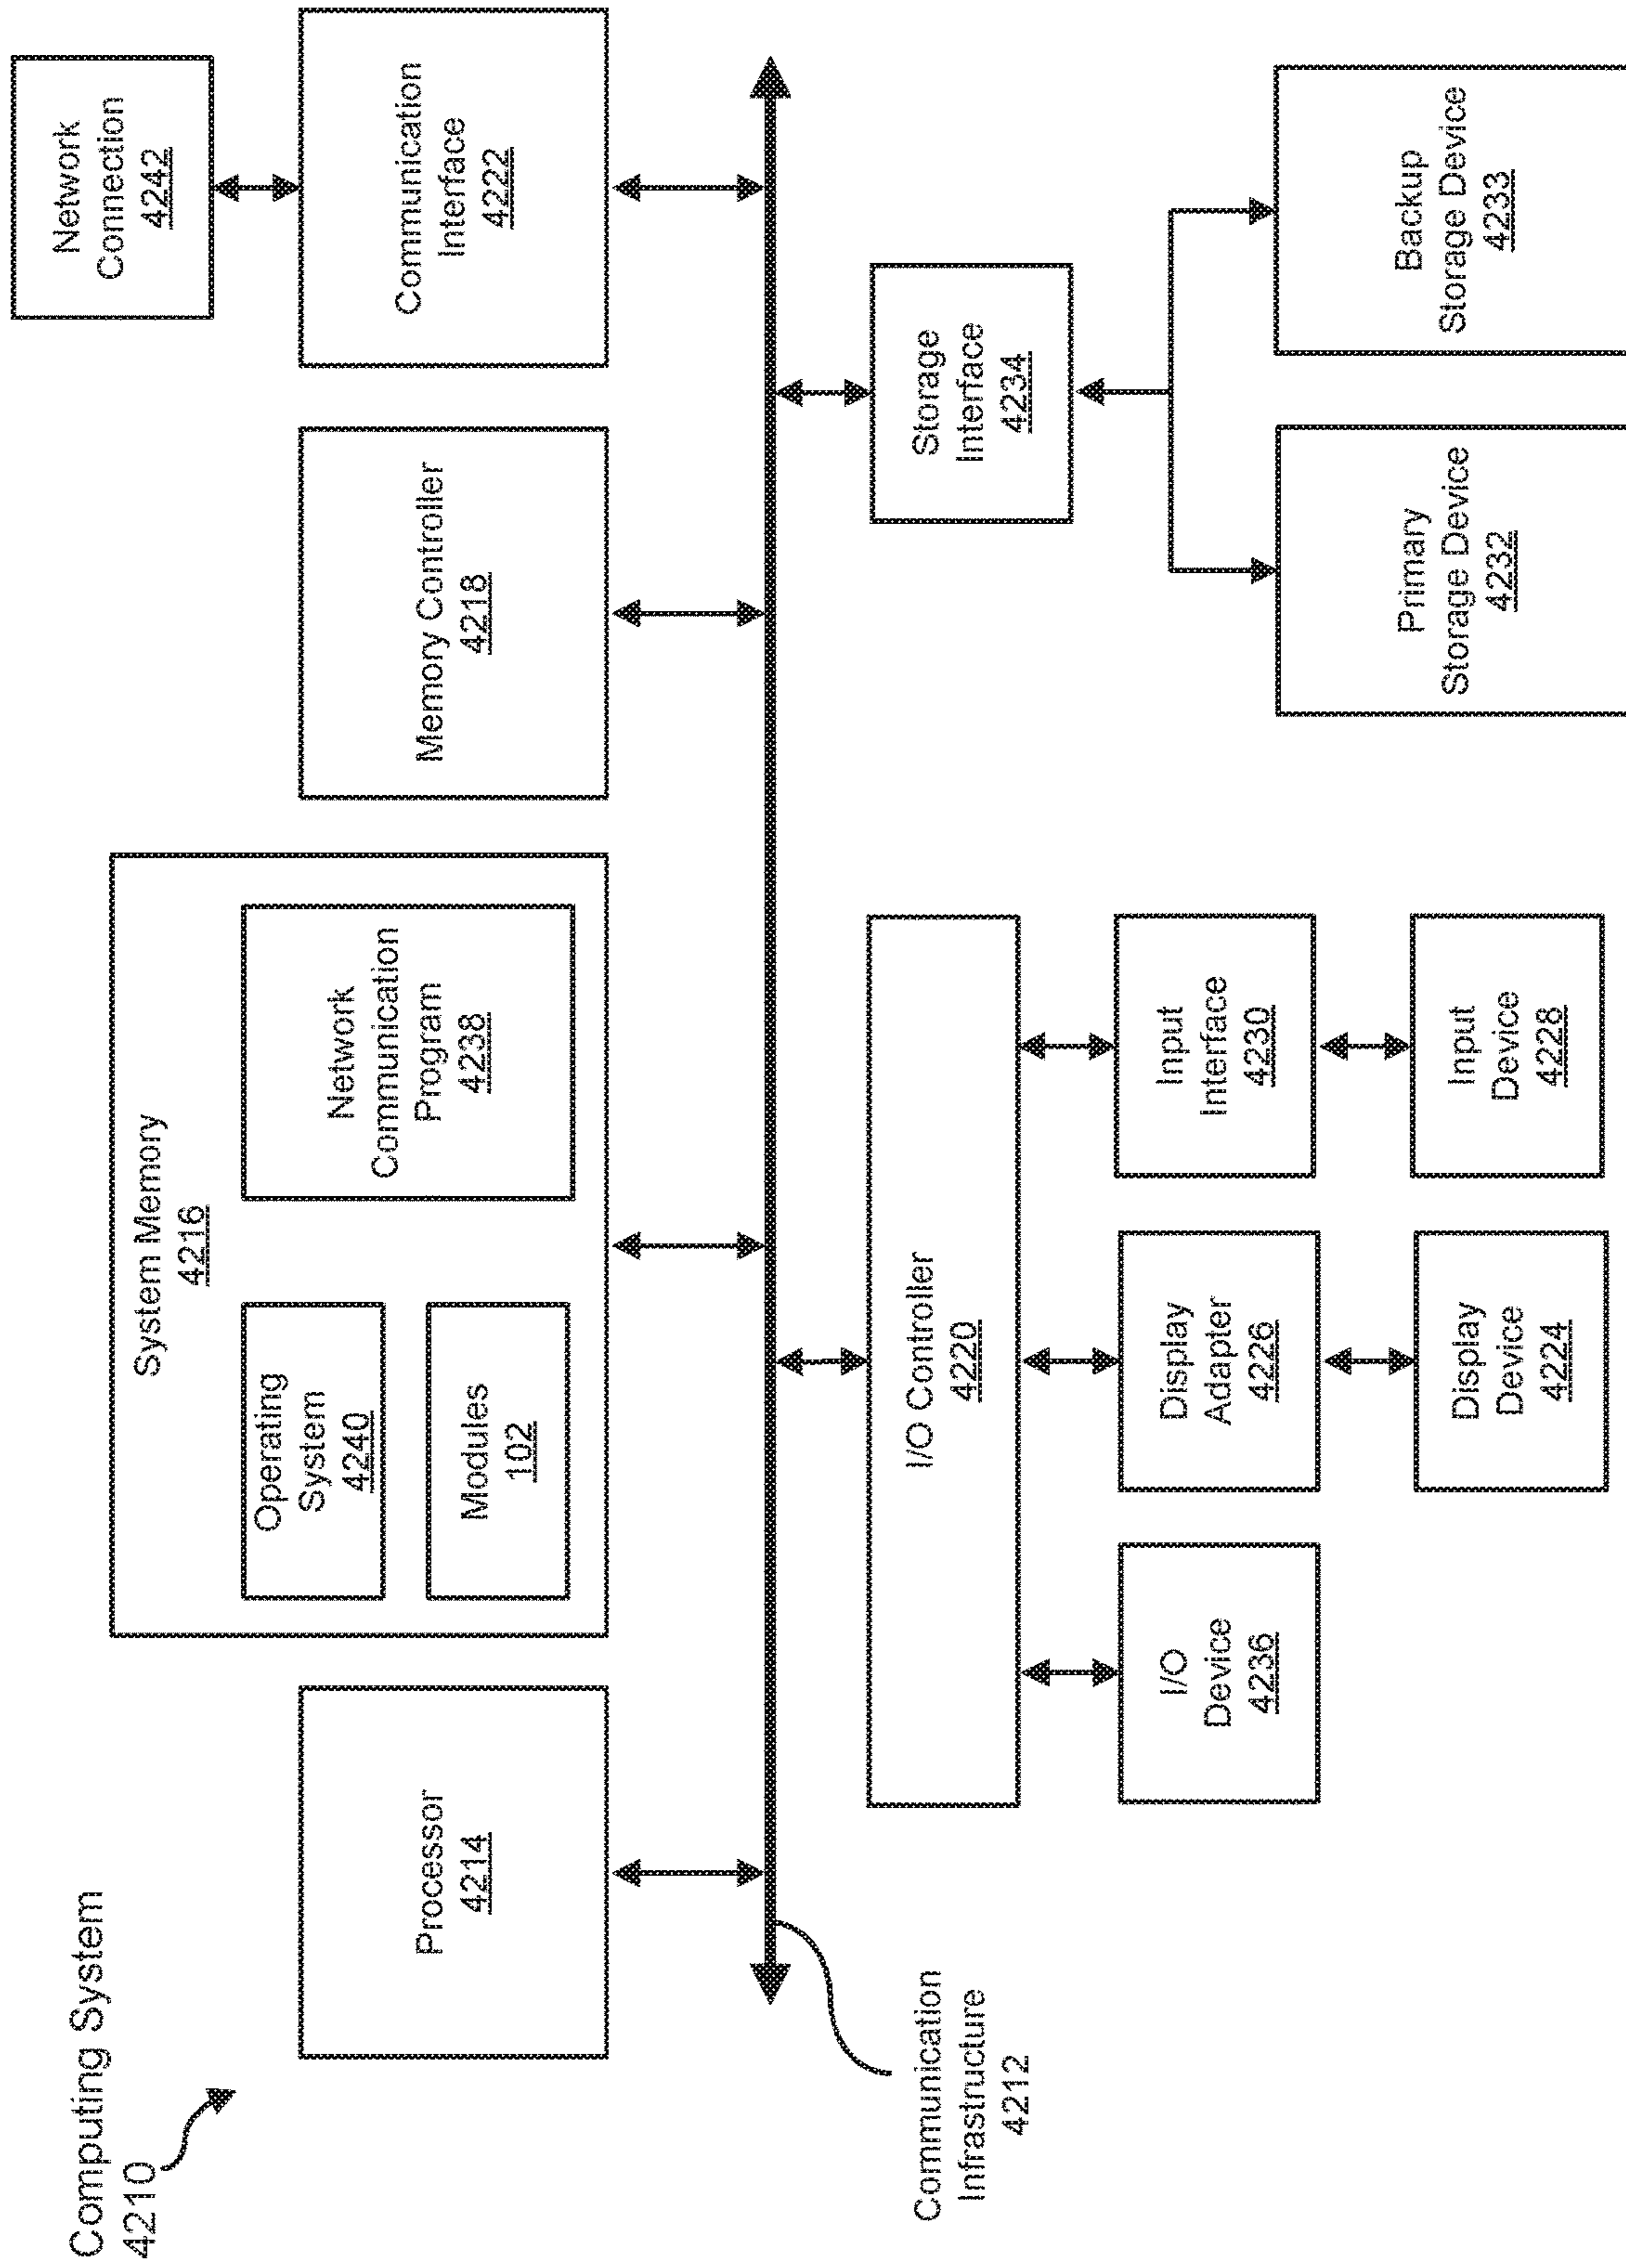 Computing System
4210
Processor
4214
System Memory
4216
Operating
System
4240
Modules
102
Network
Communication
Program
4238
Memory Controller
4218
Network
Connection
4242
Communication
Interface
4222
Communication
Infrastructure
4212
I/O Controller
4220
I/O
Device
4236
Display
Adapter
4226
Display
Device
4224
Input
Interface
4230
Input
Device
4228
Storage
Interface
4234
Primary
Storage Device
4232
Backup
Storage Device
4233